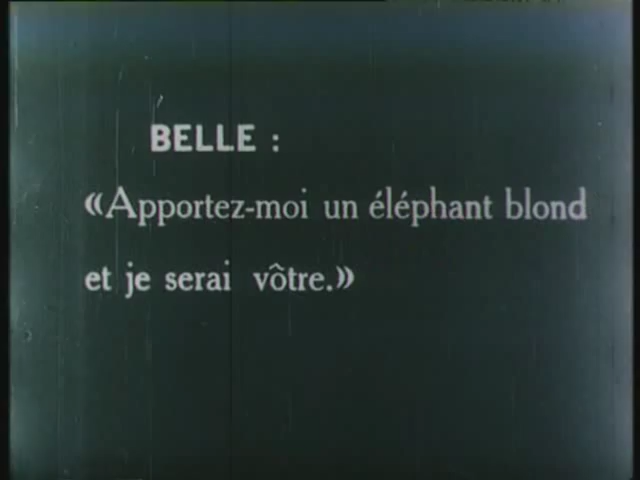 BELLE :
«Apportez-moi un éléphant blond
et je serai vôtre.»